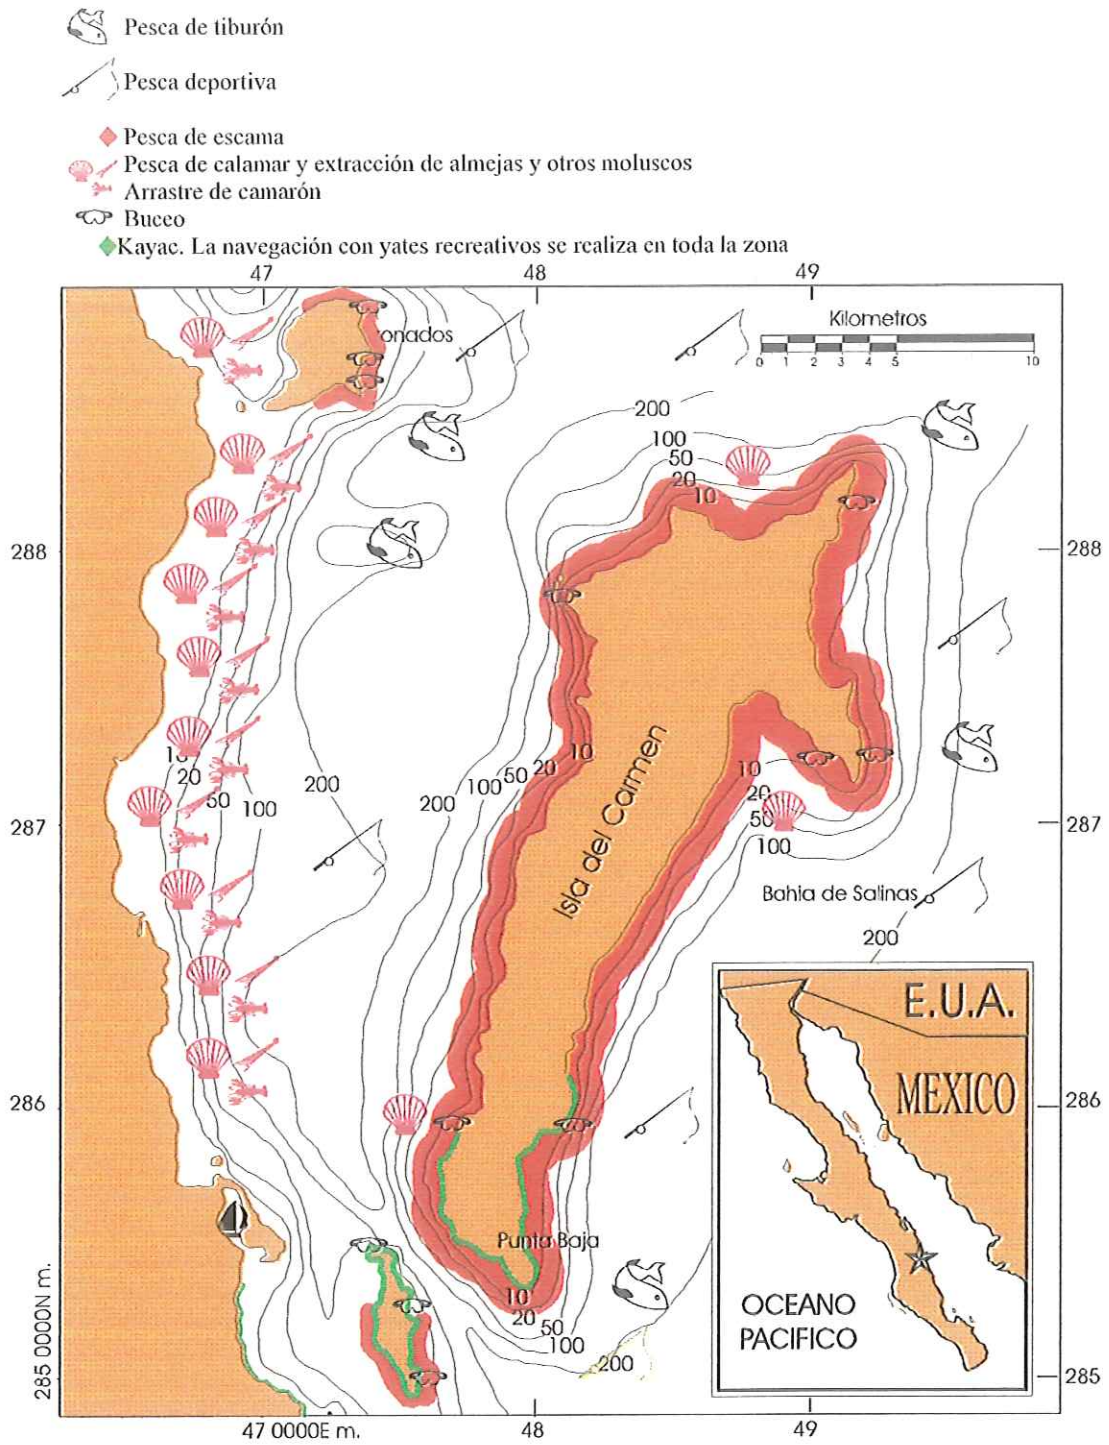 Pesca de tiburón
Pesca deportiva
Pesca de escama
Pesca de calamar y extracción de almejas y otros moluscos
Arrastre de camarón
Buceo
Kayac. La navegación con yates recreativos se realiza en toda la zona
47 48 49
Kilometros
0 1 2 3 4 5 10
onados
200
100
50
20
10
288 288
10
20
50
100
200
200
100
50
20
10
Isla del Carmen
10
20
50
100
287 287
Bahia de Salinas
200
E.U.A.
MEXICO
286 286
Punta Baja
10
20
50
100
200
OCEANO
PACIFICO
285 0000N m. 285
47 0000E m. 48 49